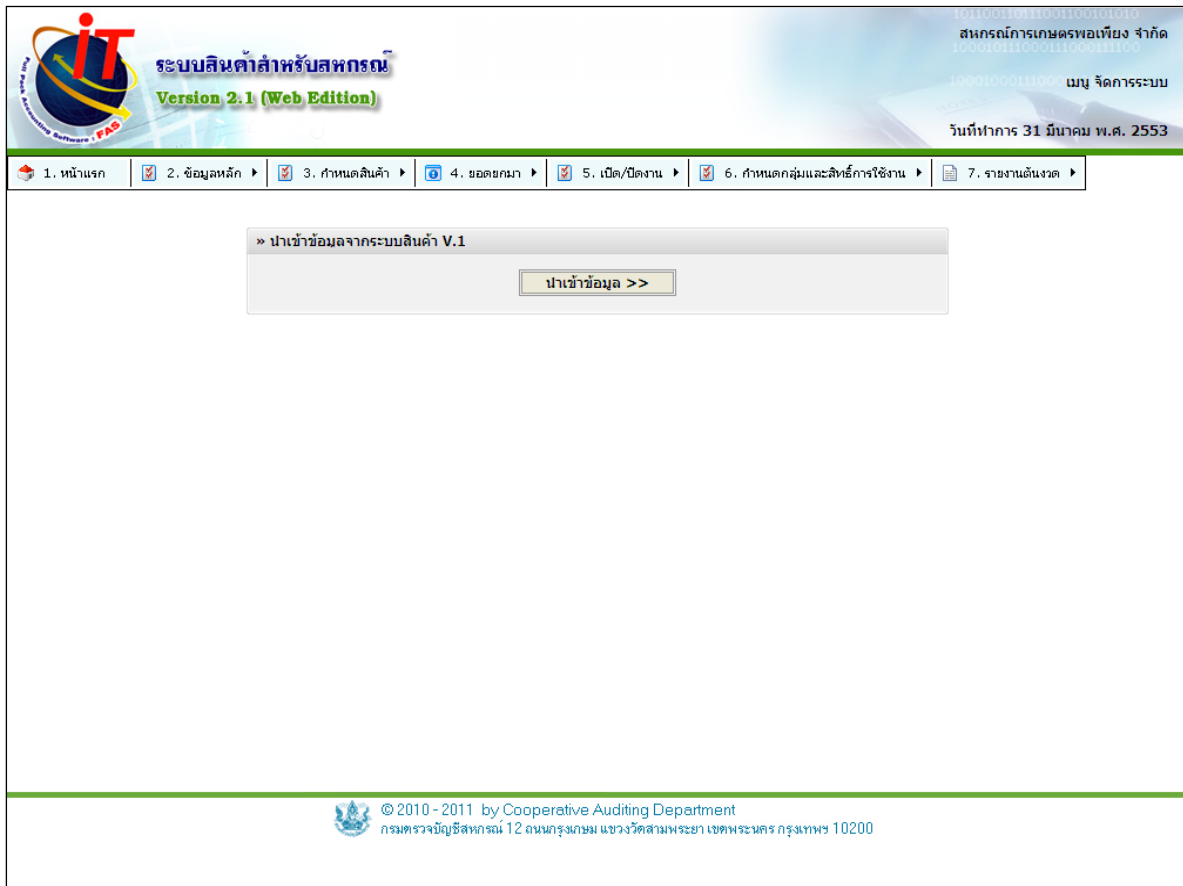 101100110111001100101010
สหกรณ์การเกษตรพอเพียง จำกัด
10001011100011100011100
iT
Full Pack Accounting Software : FAS
ระบบสินค้าสำหรับสหกรณ์
Version 2.1 (Web Edition)
10001000111000
เมนู จัดการระบบ
วันที่ทำการ 31 มีนาคม พ.ศ. 2553
1. หน้าแรก 2. ข้อมูลหลัก 3. กำหนดสินค้า 4. ยอดยกมา 5. เปิด/ปิดงาน 6. กำหนดกลุ่มและสิทธิ์การใช้งาน 7. รายงานต้นงวด
» นำเข้าข้อมูลจากระบบสินค้า V.1
นำเข้าข้อมูล >>
© 2010 - 2011 by Cooperative Auditing Department
กรมตรวจบัญชีสหกรณ์ 12 ถนนกรุงเกษม แขวงวัดสามพระยา เขตพระนคร กรุงเทพฯ 10200